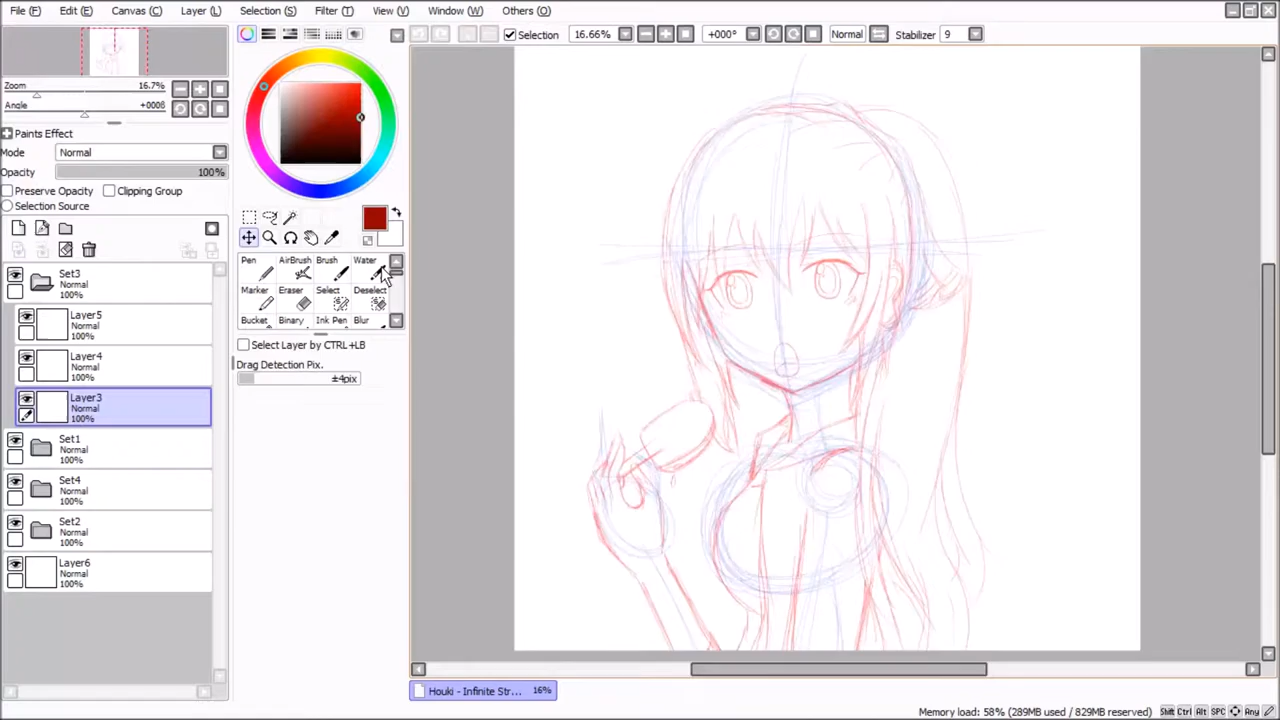 File (F) Edit (E) Canvas (C) Layer (L) Selection (S) Filter (T) View (V) Window (W) Others (O)
Selection 16.66% +000° Normal Stabilizer 9
Zoom 16.7%
Angle +000ß
Paints Effect
Mode Normal
Opacity 100%
Preserve Opacity Clipping Group
Selection Source
Set3
Normal
100%
Layer5
Normal
100%
Layer4
Normal
100%
Layer3
Normal
100%
Set1
Normal
100%
Set4
Normal
100%
Set2
Normal
100%
Layer6
Normal
100%
Pen AirBrush Brush Water
Marker Eraser Select Deselect
Bucket Binary Ink Pen Blur
Select Layer by CTRL+LB
Drag Detection Pix.
±4pix
Houki - Infinite Str... 16%
Memory load: 58% (289MB used / 829MB reserved) Shift Ctrl Alt SPC Any